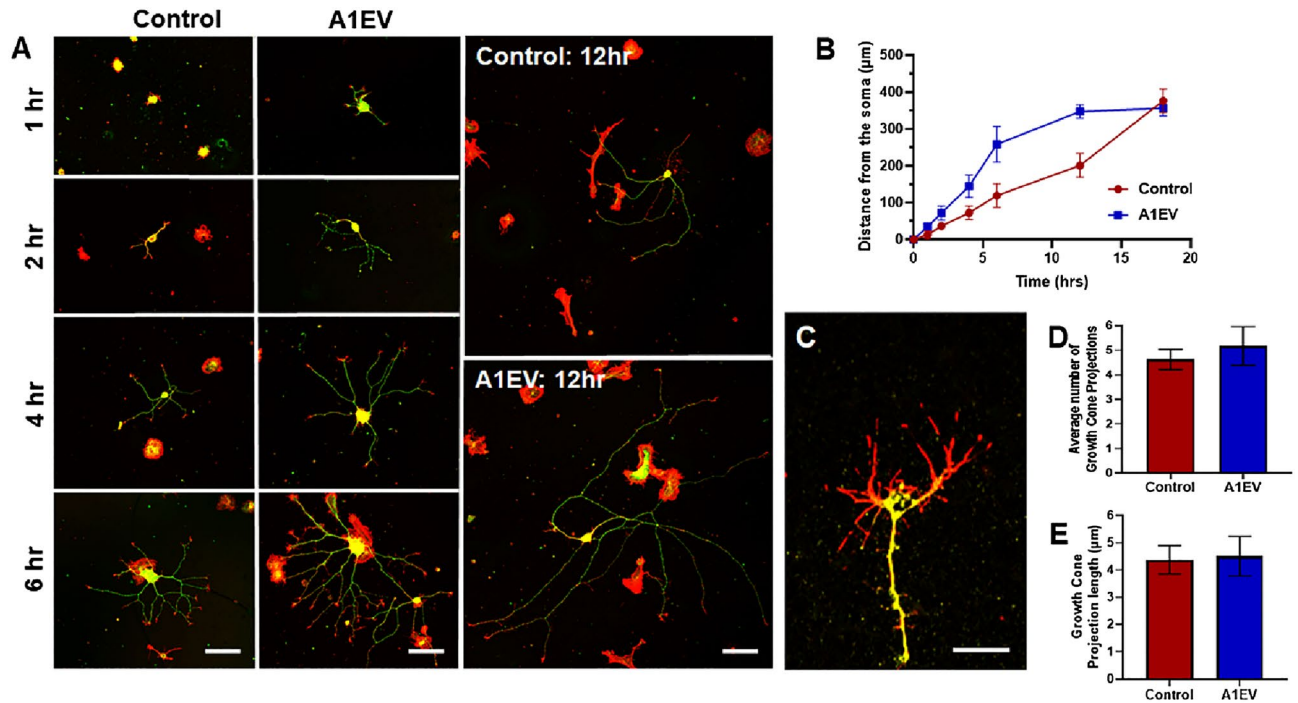 Control
A1EV
A
1 hr
2 hr
4 hr
6 hr
Control: 12hr
A1EV: 12hr
B
Distance from the soma (µm)
500
400
300
200
100
0
0
5
10
15
20
Time (hrs)
Control
A1EV
C
D
Average number of
Growth Cone Projections
6
5
4
3
2
1
0
Control
A1EV
E
Growth Cone
Projection length (µm)
6
5
4
3
2
1
0
Control
A1EV